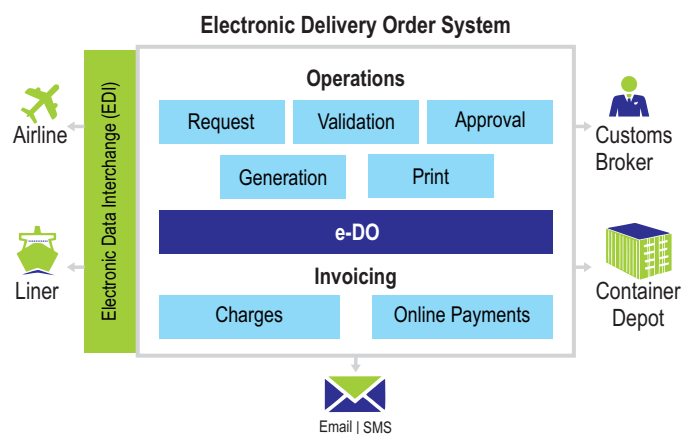 Electronic Delivery Order System
Electronic Data Interchange (EDI)
Airline
Liner
Operations
Request
Validation
Approval
Generation
Print
e-DO
Invoicing
Charges
Online Payments
Customs
Broker
Container
Depot
Email | SMS